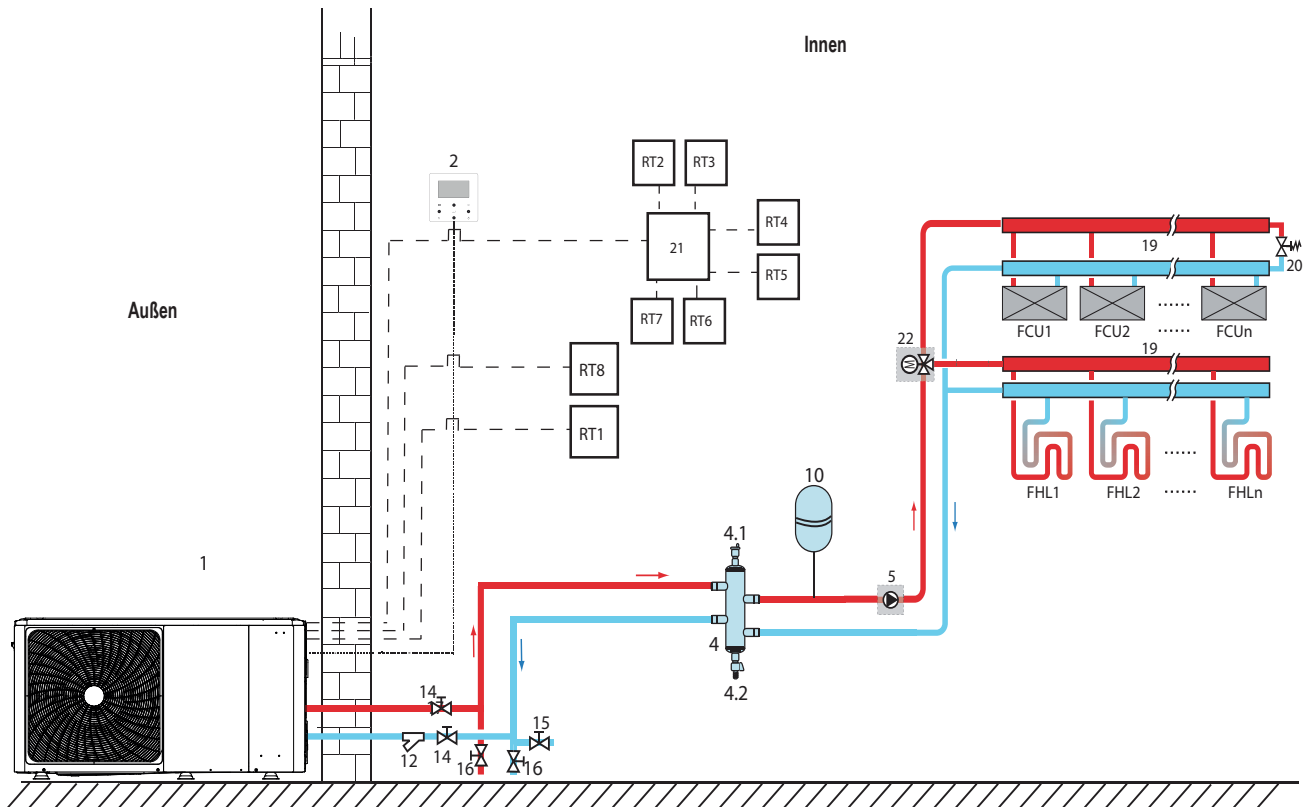 Innen
2
RT2
RT3
RT4
21
19
20
RT5
Außen
RT7
RT6
FCU1
FCU2
......
......
FCUn
22
19
RT8
RT1
......
......
FHL1
FHL2
FHLn
10
4.1
1
5
4
4.2
14
15
12
14
16
16